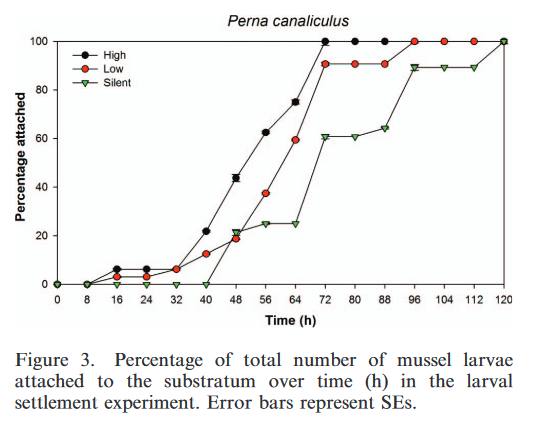 Perna canaliculus
100
80
60
40
20
0
High
Low
Silent
Percentage attached
0 8 16 24 32 40 48 56 64 72 80 88 96 104 112 120
Time (h)
Figure 3. Percentage of total number of mussel larvae
attached to the substratum over time (h) in the larval
settlement experiment. Error bars represent SEs.